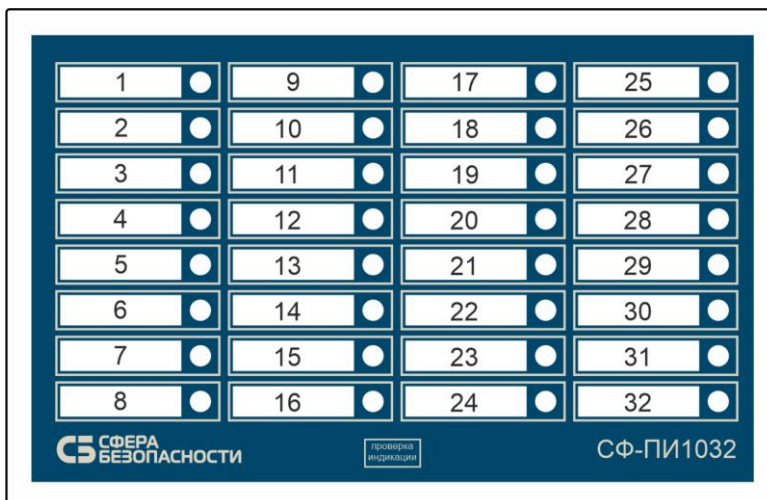 1 9 17 25
2 10 18 26
3 11 19 27
4 12 20 28
5 13 21 29
6 14 22 30
7 15 23 31
8 16 24 32
СБ СФЕРА
БЕЗОПАСНОСТИ
проверка
индикации
СФ-ПИ1032